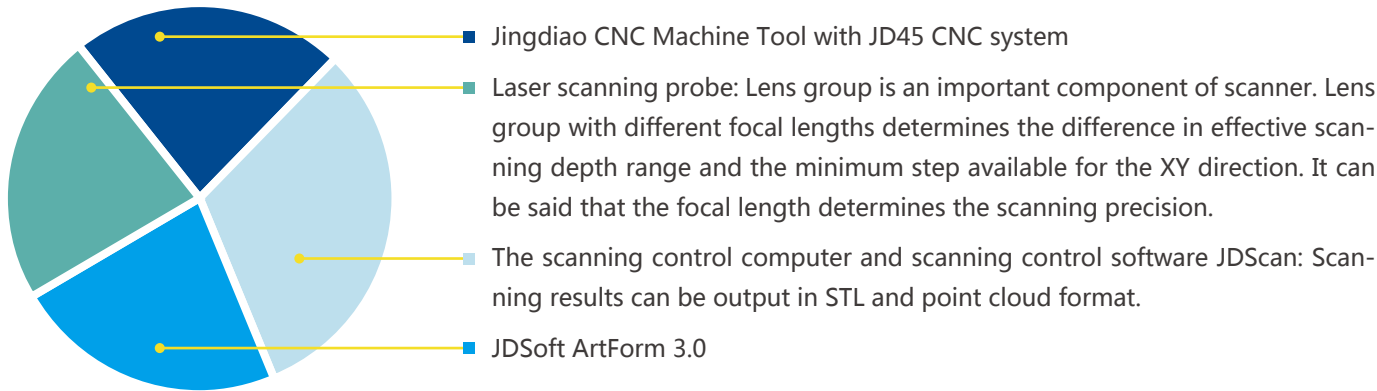 Jingdiao CNC Machine Tool with JD45 CNC system
Laser scanning probe: Lens group is an important component of scanner. Lens
group with different focal lengths determines the difference in effective scan-
ning depth range and the minimum step available for the XY direction. It can
be said that the focal length determines the scanning precision.
The scanning control computer and scanning control software JDScan: Scan-
ning results can be output in STL and point cloud format.
JDSoft ArtForm 3.0